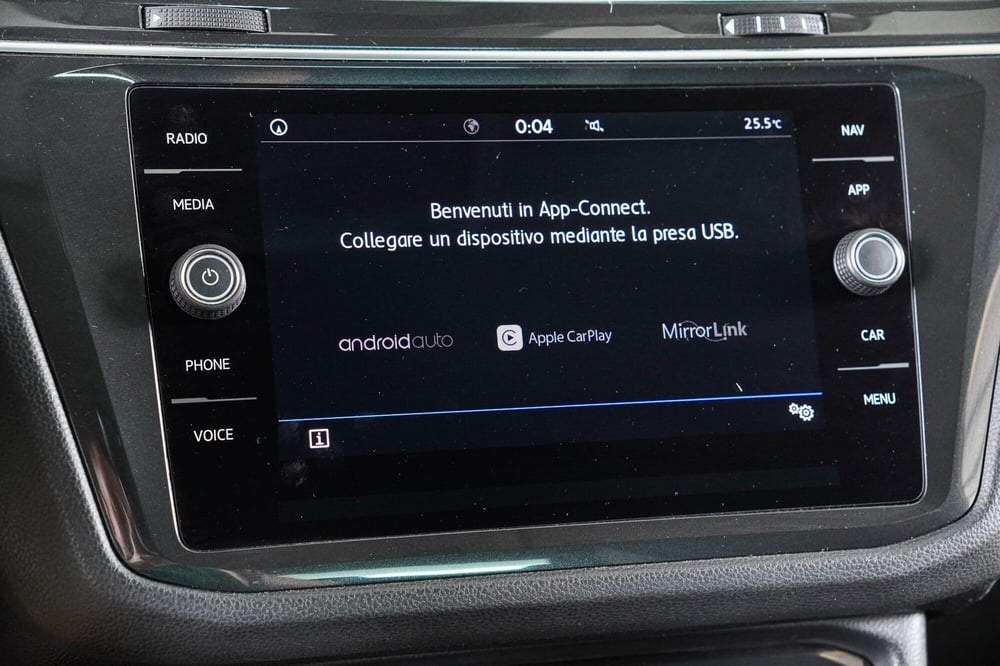 0:04
25.5°C
RADIO
MEDIA
PHONE
VOICE
Benvenuti in App-Connect.
Collegare un dispositivo mediante la presa USB.
androidauto
Apple CarPlay
MirrorLink
i
NAV
APP
CAR
MENU